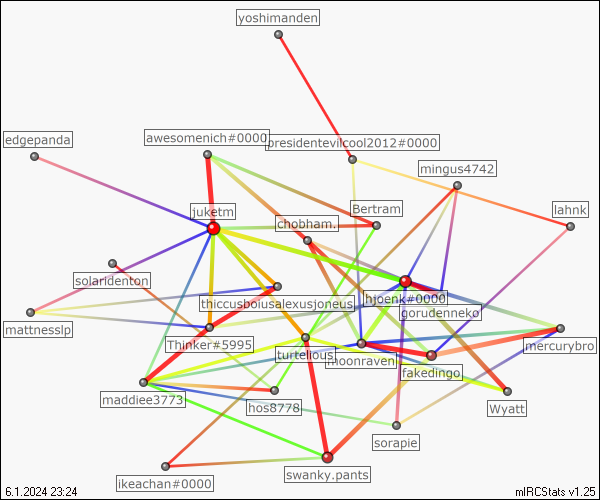 yoshimanden
edgepanda
awesomenich#0000
presidentevilcool2012#0000
mingus4742
juketm
chobham.
Bertram
lahnk
solaridenton
thiccusboiusalexusjoneus
hjoenk#0000
gorudennekø
mattnesslp
Thinker#5995
turtelious
moonraven
mercurybro
maddiee3773
fakedingo
hos8778
Wyatt
sorapie
ikeachan#0000
swanky.pants
6.1.2024 23:24
mIRCStats v1.25